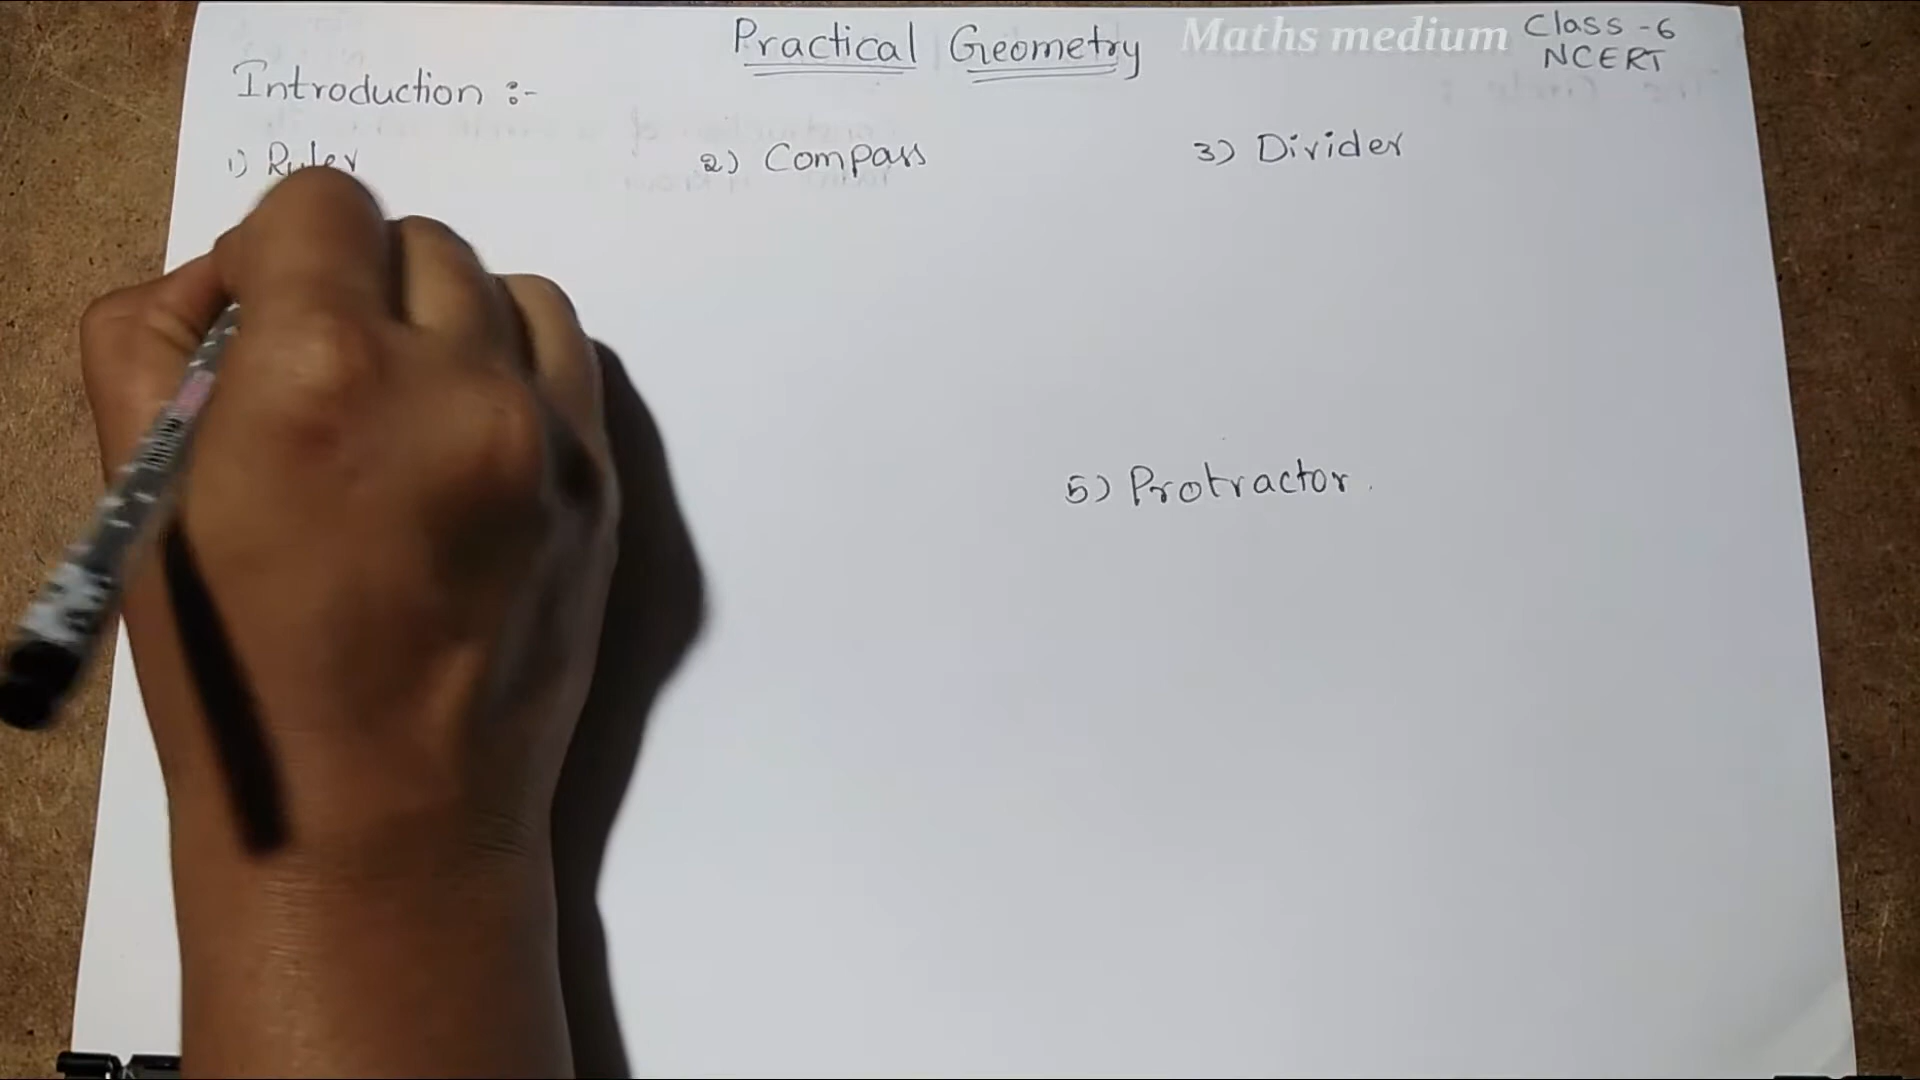 Practical Geometry
Maths medium
Class - 6
NCERT
Introduction :-
1) Ruler
2) Compass
3) Divider
5) Protractor.